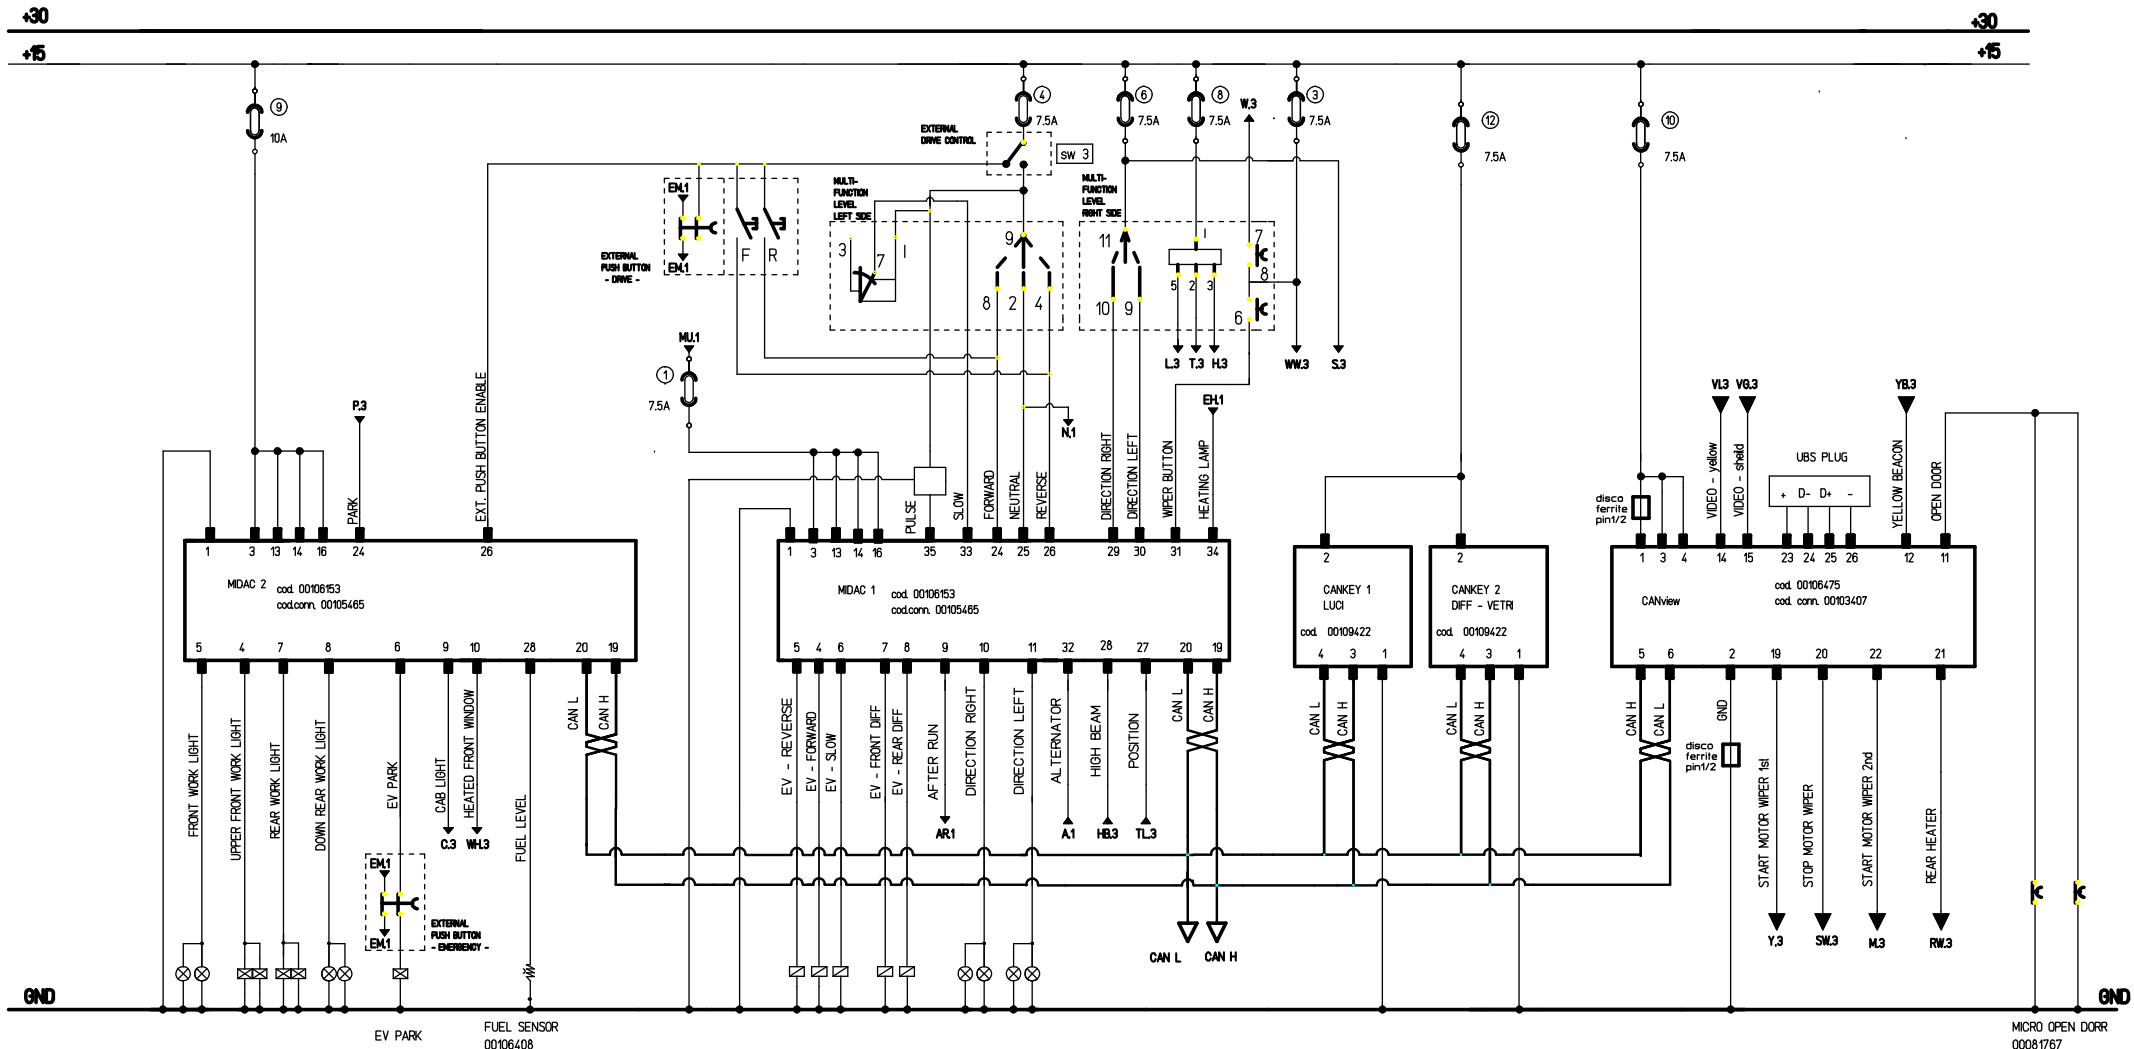 +30 +30
+15 +15
9
10A
4
7.5A
6
7.5A
8
7.5A
W.3
3
7.5A
12
7.5A
10
7.5A
EXTERNAL
DRIVE CONTROL
SW 3
EM.1
EM.1
F R
EXTERNAL
PUSH BUTTON
- DRIVE -
MULTI-
FUNCTION
LEVEL
LEFT SIDE
3 7 1 9
8 2 4
MULTI-
FUNCTION
LEVEL
RIGHT SIDE
11 1 7
5 2 3 8
10 9 6
L.3 T.3 H.3 WW.3 S.3
MU.1
1
7.5A
N.1
EH.1
P.3
PARK
EXT. PUSH BUTTON ENABLE
PULSE
SLOW
FORWARD
NEUTRAL
REVERSE
DIRECTION RIGHT
DIRECTION LEFT
WIPER BUTTON
HEATING LAMP
VI.3 VG.3
VIDEO - yellow
VIDEO - sheild
UBS PLUG
+ D- D+ -
YB.3
YELLOW BEACON
OPEN DOOR
disco
ferrite
pin1/2
1 3 13 14 16 24 26
MIDAC 2
cod. 00106153
cod.conn. 00105465
5 4 7 8 6 9 10 28 20 19
1 3 13 14 16 35 33 24 25 26 29 30 31 34
MIDAC 1
cod. 00106153
cod.conn. 00105465
5 4 6 7 8 9 10 11 32 28 27 20 19
2
CANKEY 1
LUCI
cod. 00109422
4 3 1
2
CANKEY 2
DIFF - VETRI
cod. 00109422
4 3 1
1 3 4 14 15 23 24 25 26 12 11
CANview
cod. 00106475
cod. conn. 00103407
5 6 2 19 20 22 21
FRONT WORK LIGHT
UPPER FRONT WORK LIGHT
REAR WORK LIGHT
DOWN REAR WORK LIGHT
EV PARK
CAB LIGHT
HEATED FRONT WINDOW
FUEL LEVEL
CAN L
CAN H
C.3 WH.3
EM.1
EM.1
EXTERNAL
PUSH BUTTON
- EMERGENCY -
EV - REVERSE
EV - FORWARD
EV - SLOW
EV - FRONT DIFF
EV - REAR DIFF
AFTER RUN
DIRECTION RIGHT
DIRECTION LEFT
ALTERNATOR
HIGH BEAM
POSITION
CAN L
CAN H
AR.1 A.1 HB.3 TL.3
CAN L CAN H
CAN L
CAN H
CAN L
CAN H
CAN H
CAN L
GND
disco
ferrite
pin1/2
START MOTOR WIPER 1st
STOP MOTOR WIPER
START MOTOR WIPER 2nd
REAR HEATER
Y.3 SW.3 M.3 RW.3
GND GND
EV PARK
FUEL SENSOR
00106408
MICRO OPEN DORR
00081767